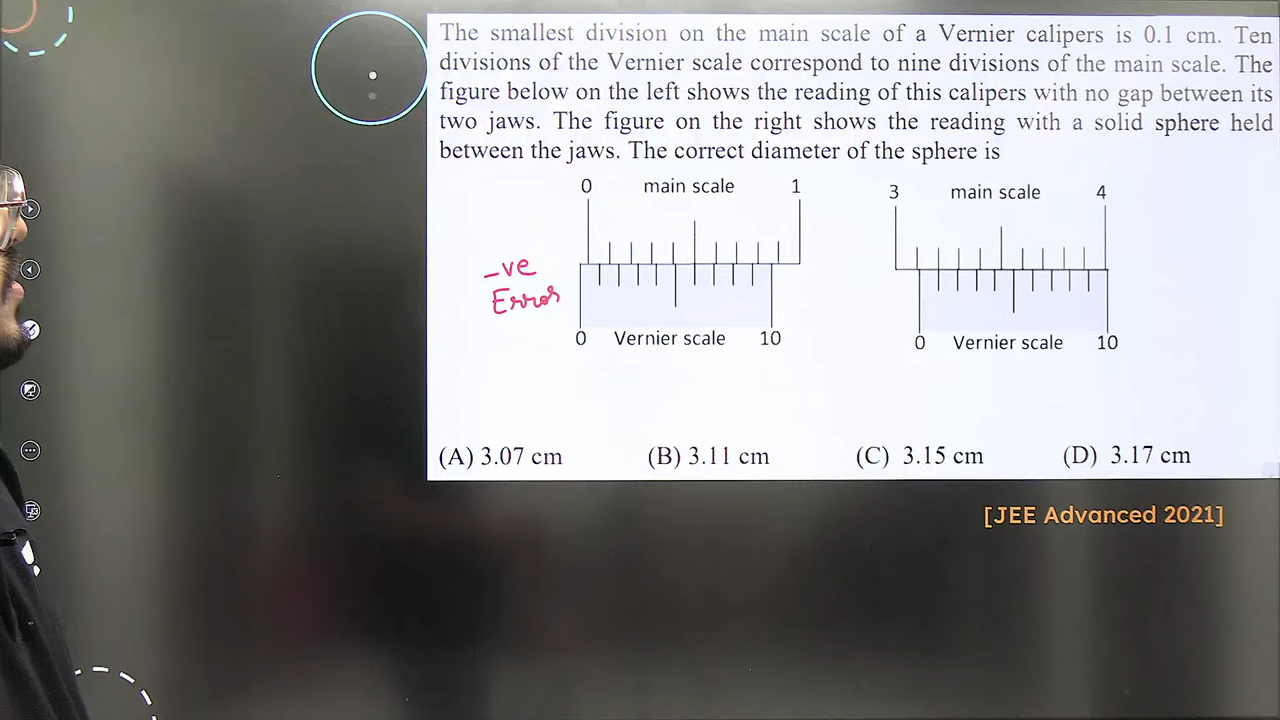 The smallest division on the main scale of a Vernier calipers is 0.1 cm. Ten
divisions of the Vernier scale correspond to nine divisions of the main scale. The
figure below on the left shows the reading of this calipers with no gap between its
two jaws. The figure on the right shows the reading with a solid sphere held
between the jaws. The correct diameter of the sphere is
0 main scale 1
3 main scale 4
-ve
Error
0 Vernier scale 10
0 Vernier scale 10
(A) 3.07 cm (B) 3.11 cm (C) 3.15 cm (D) 3.17 cm
[JEE Advanced 2021]